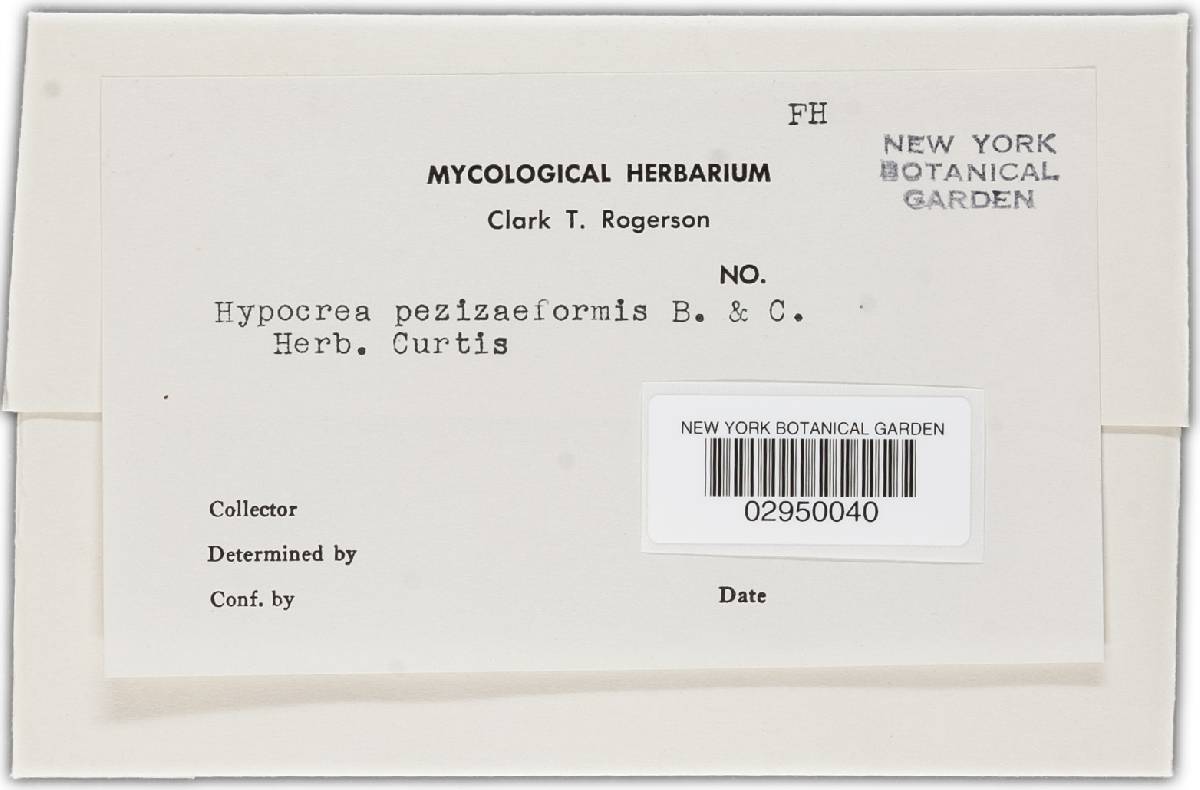 FH
NEW YORK
BOTANICAL
GARDEN
MYCOLOGICAL HERBARIUM
Clark T. Rogerson
NO.
Hypocrea pezizaeformis B. & C.
Herb. Curtis
NEW YORK BOTANICAL GARDEN
02950040
Collector
Determined by
Conf. by
Date